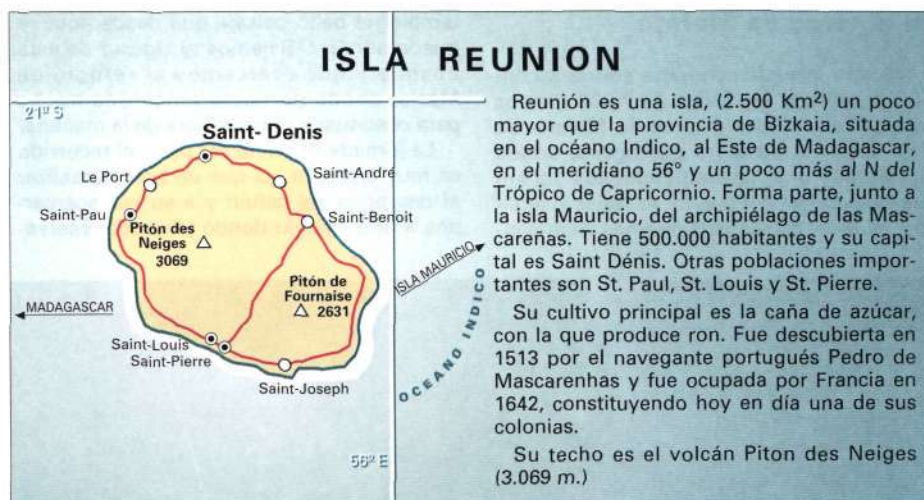 ISLA REUNION
21º S
Saint- Denis
Le Port
Saint-André
Saint-Pau
Saint-Benoit
Pitón des
Neiges
3069
Pitón de
Fournaise
2631
MADAGASCAR
ISLA MAURICIO
Saint-Louis
Saint-Pierre
Saint-Joseph
OCEANO INDICO
56º E
Reunión es una isla, (2.500 Km²) un poco
mayor que la provincia de Bizkaia, situada
en el océano Indico, al Este de Madagascar,
en el meridiano 56° y un poco más al N del
Trópico de Capricornio. Forma parte, junto a
la isla Mauricio, del archipiélago de las Mas-
careñas. Tiene 500.000 habitantes y su capi-
tal es Saint Dénis. Otras poblaciones impor-
tantes son St. Paul, St. Louis y St. Pierre.
Su cultivo principal es la caña de azúcar,
con la que produce ron. Fue descubierta en
1513 por el navegante portugués Pedro de
Mascarenhas y fue ocupada por Francia en
1642, constituyendo hoy en día una de sus
colonias.
Su techo es el volcán Piton des Neiges
(3.069 m.)